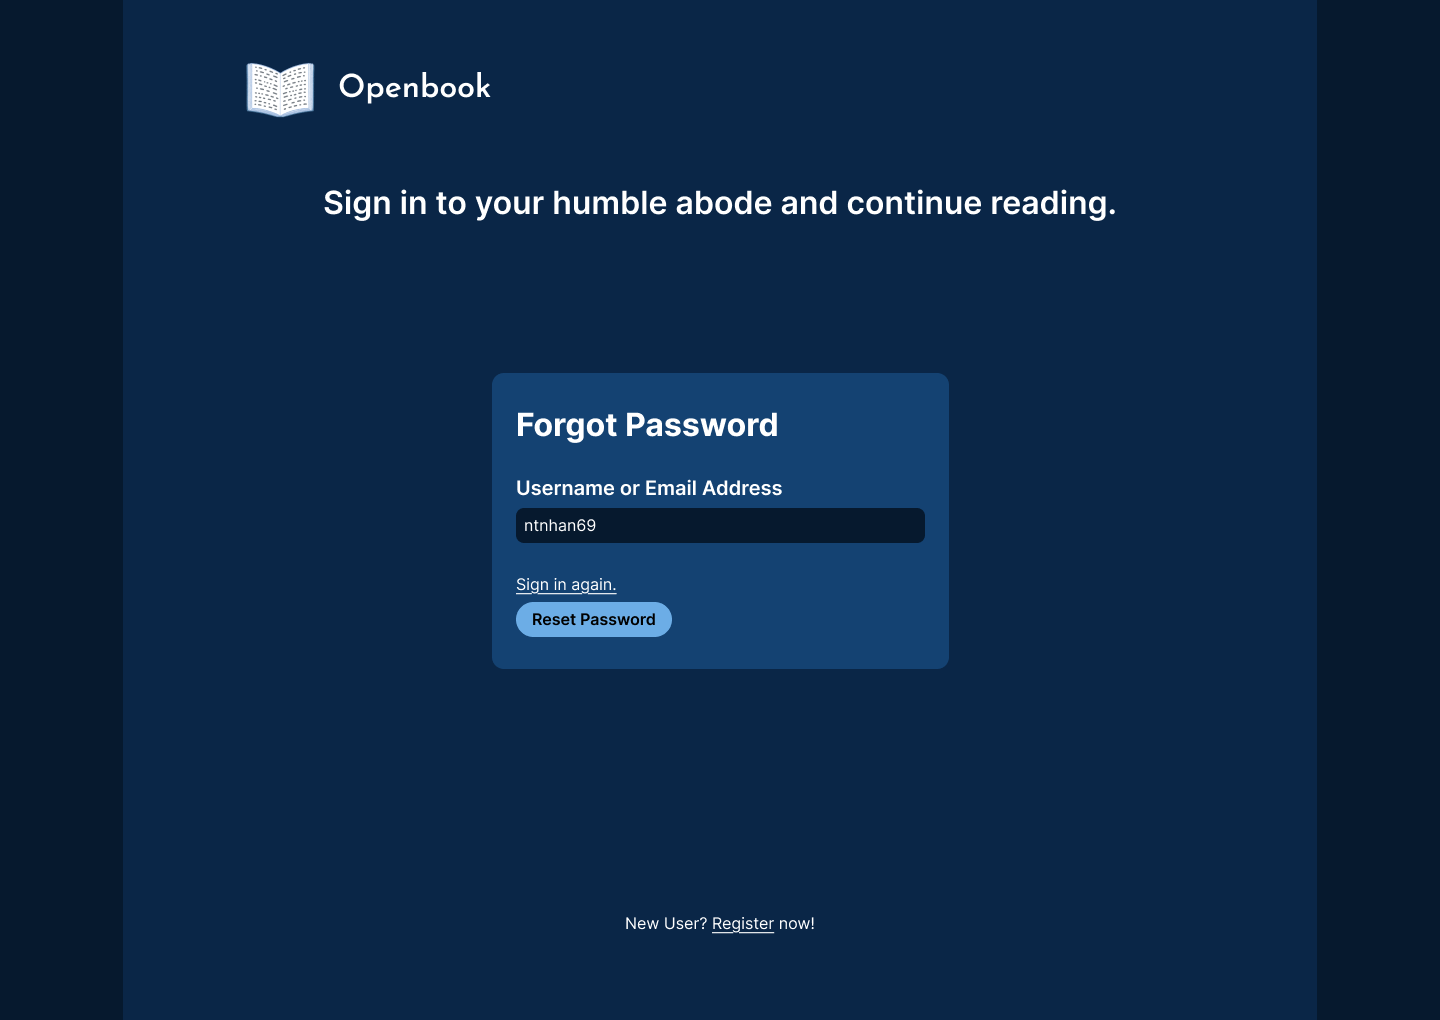 Openbook
Sign in to your humble abode and continue reading.
Forgot Password
Username or Email Address
ntnhan69
Sign in again.
Reset Password
New User? Register now!